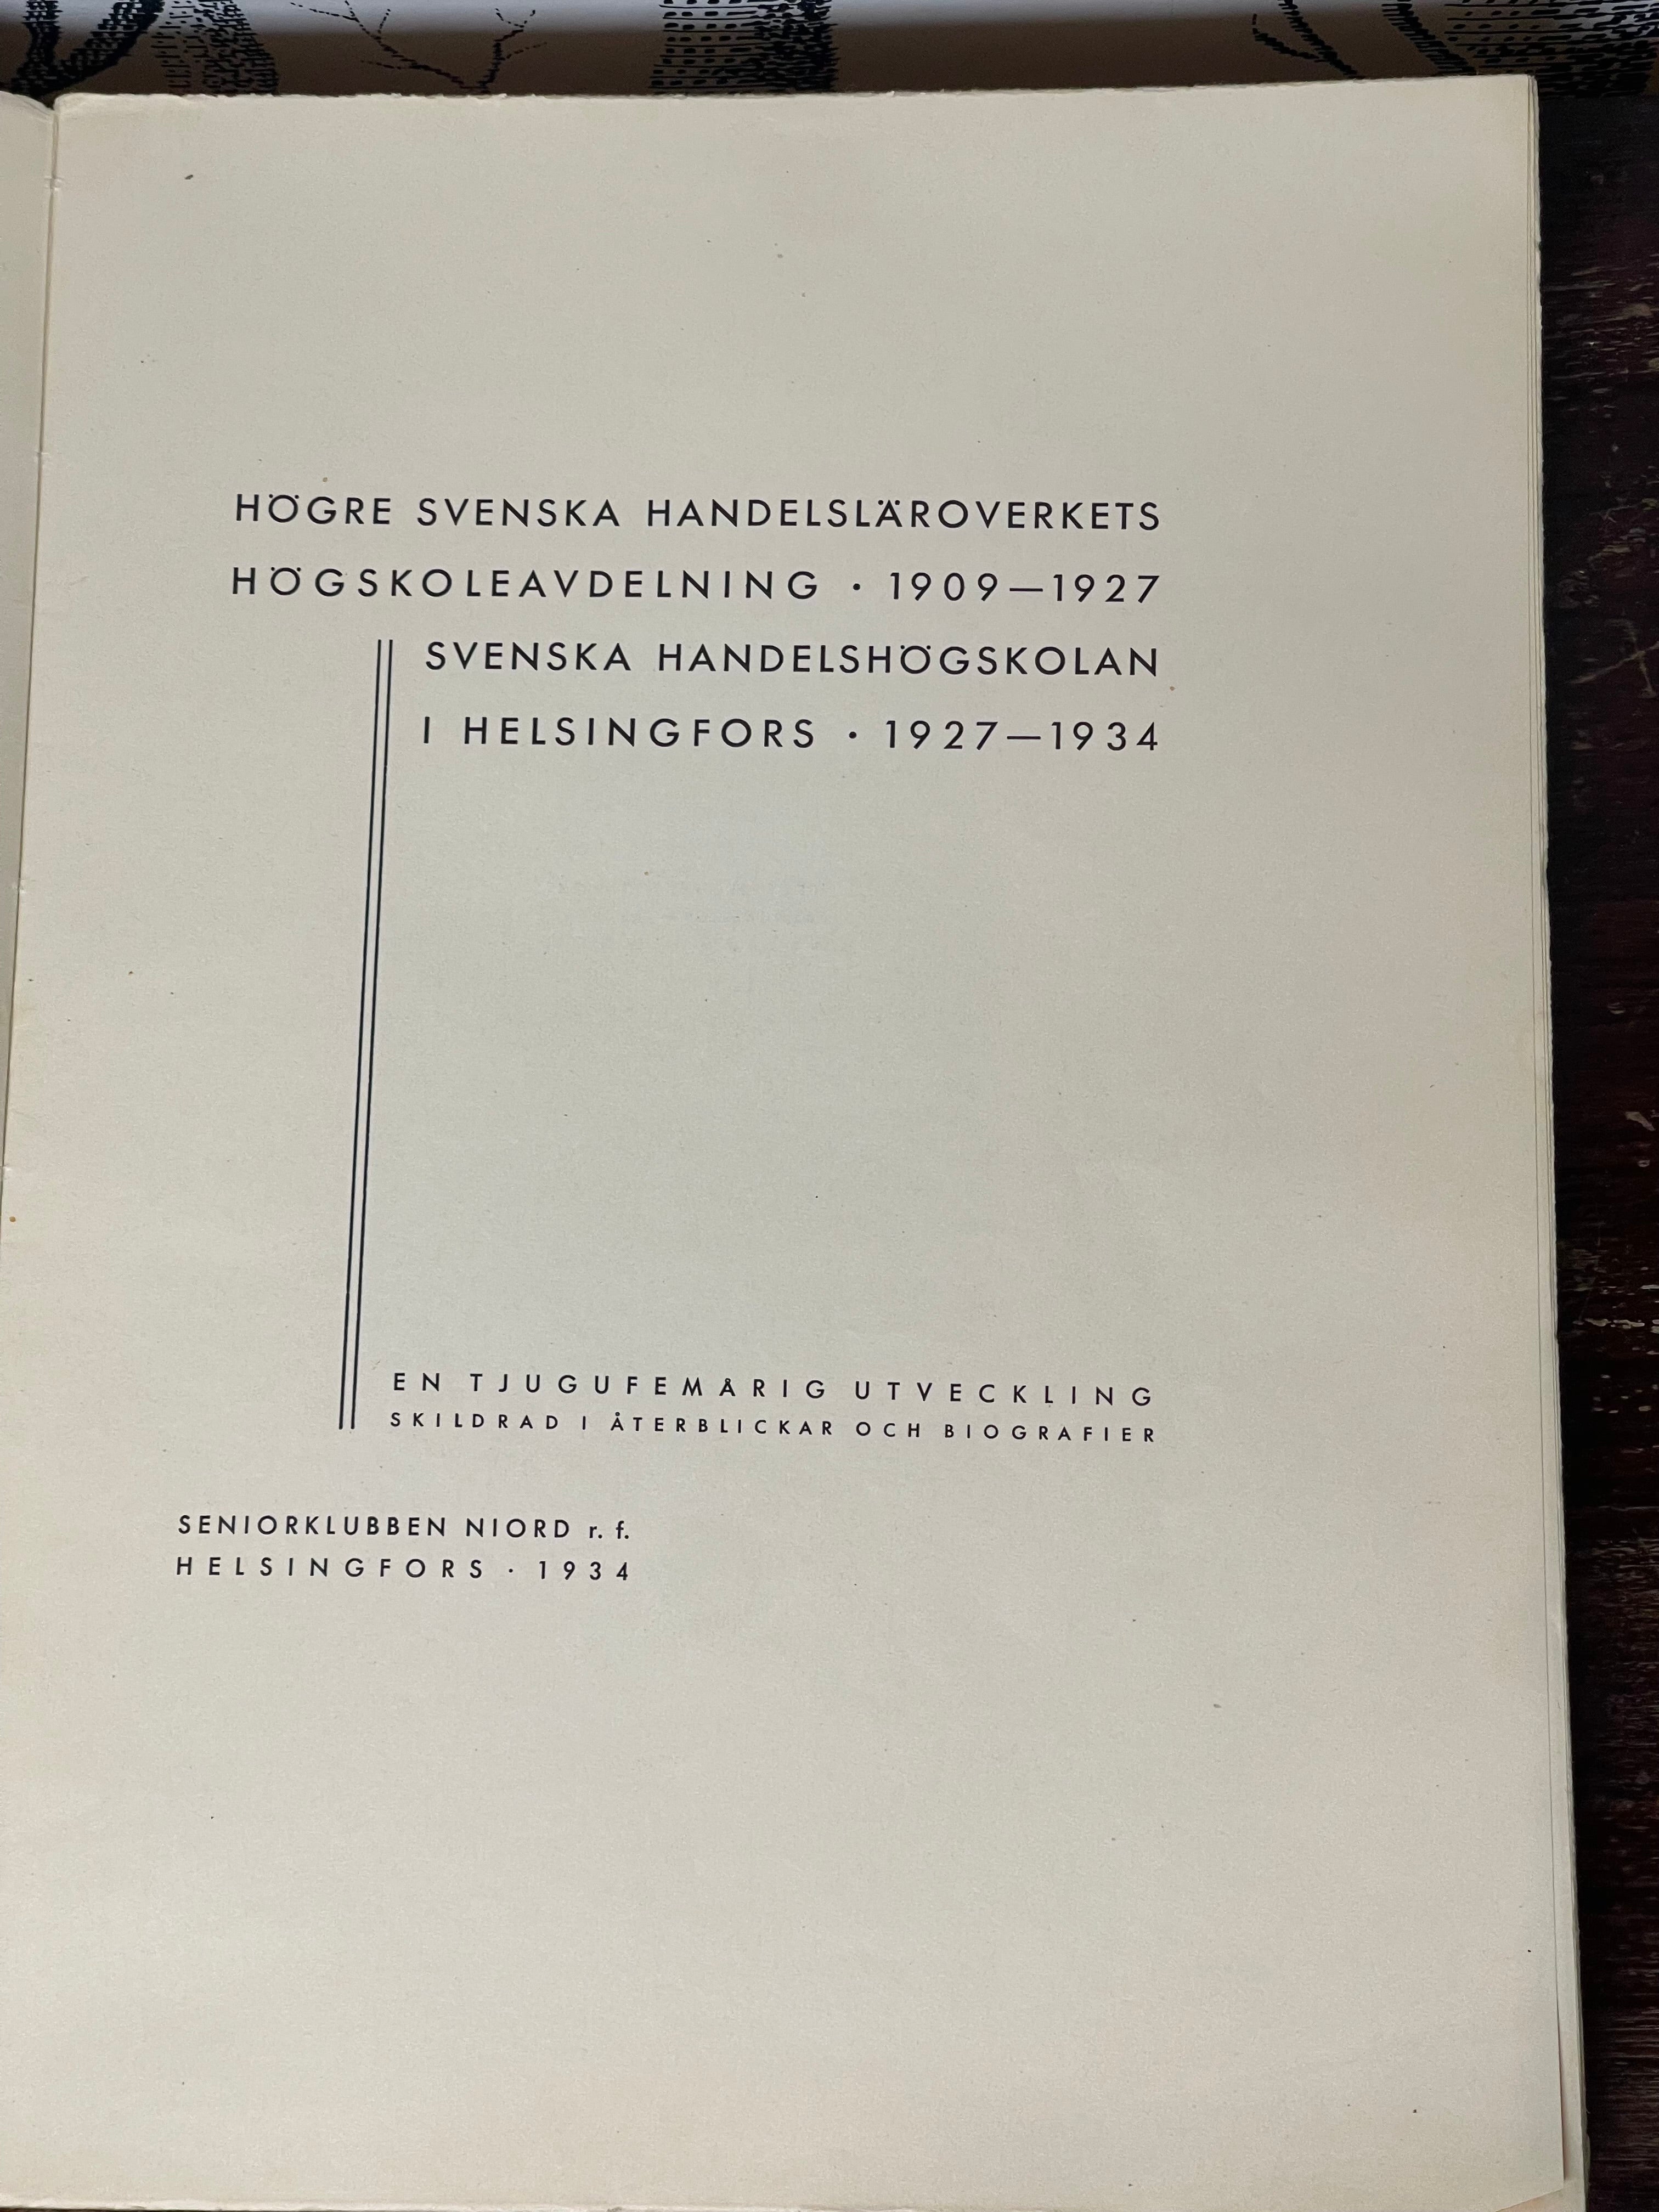 HÖGRE SVENSKA HANDELSLÄROVERKETS
HÖGSKOLEAVDELNING · 1909—1927
SVENSKA HANDELSHÖGSKOLAN
I HELSINGFORS · 1927—1934
EN TJUGUFEMÅRIG UTVECKLING
SKILDRAD I ÅTERBLICKAR OCH BIOGRAFIER
SENIORKLUBBEN NIORD r. f.
HELSINGFORS · 1934